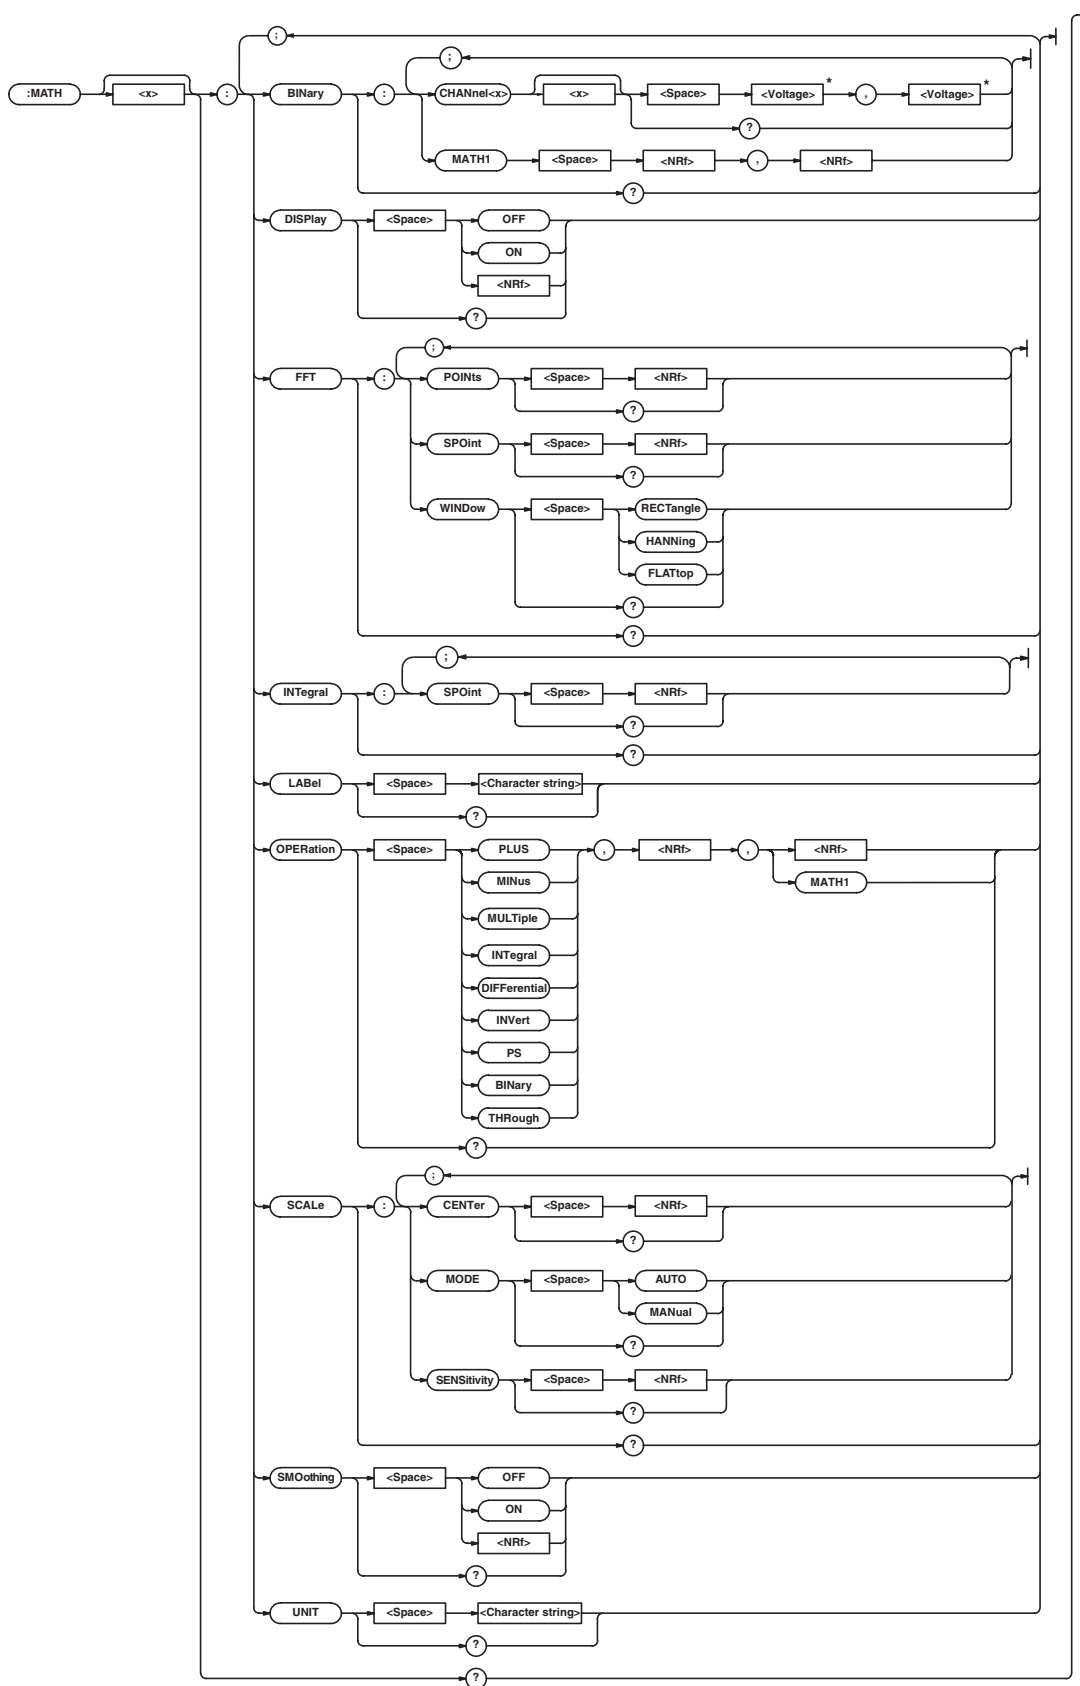 ;
;
:MATH <x> : BINary : CHANnel<x> <x> <Space> <Voltage>* , <Voltage>*
?
MATH1 <Space> <NRf> , <NRf>
?
DISPlay <Space> OFF
ON
<NRf>
?
;
FFT : POINts <Space> <NRf>
?
SPOint <Space> <NRf>
?
WINDow <Space> RECTangle
HANNing
FLATtop
?
?
;
INTegral : SPOint <Space> <NRf>
?
?
LABel <Space> <Character string>
?
OPERation <Space> PLUS , <NRf> , <NRf>
MINus MATH1
MULTiple
INTegral
DIFFerential
INVert
PS
BINary
THRough
?
;
SCALe : CENTer <Space> <NRf>
?
MODE <Space> AUTO
MANual
?
SENSitivity <Space> <NRf>
?
?
SMOothing <Space> OFF
ON
<NRf>
?
UNIT <Space> <Character string>
?
?